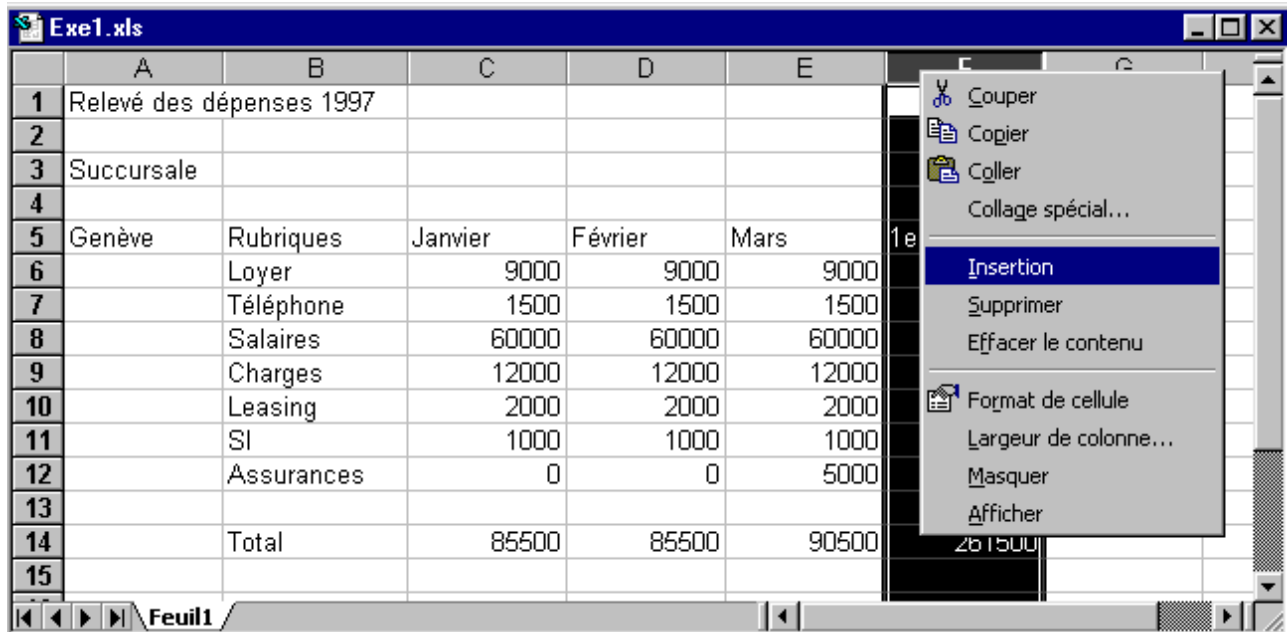 Exe1.xls
A B C D E F G
1 Relevé des dépenses 1997
2
3 Succursale
4
5 Genève Rubriques Janvier Février Mars 1e
6 Loyer 9000 9000 9000
7 Téléphone 1500 1500 1500
8 Salaires 60000 60000 60000
9 Charges 12000 12000 12000
10 Leasing 2000 2000 2000
11 SI 1000 1000 1000
12 Assurances 0 0 5000
13
14 Total 85500 85500 90500 261500
15
Couper
Copier
Coller
Collage spécial...
Insertion
Supprimer
Effacer le contenu
Format de cellule
Largeur de colonne...
Masquer
Afficher
Feuil1